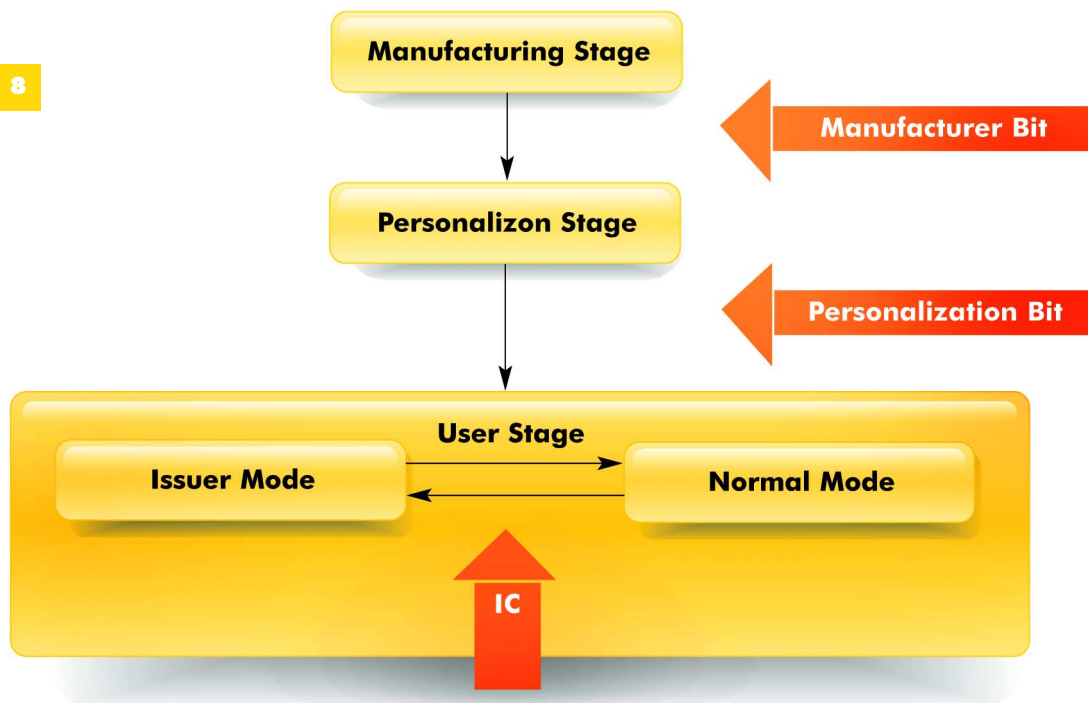 Manufacturing Stage
8
Manufacturer Bit
Personalizon Stage
Personalization Bit
User Stage
Issuer Mode
Normal Mode
IC